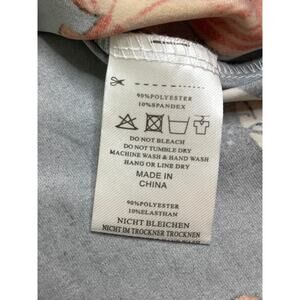 90%POLYESTER
10%SPANDEX
DO NOT BLEACH
DO NOT TUMBLE DRY
MACHINE WASH & HAND WASH
HANG OR LINE DRY
MADE IN
CHINA
90%POLYESTER
10%ELASTHAN
NICHT BLEICHEN
NICHT IM TROCKNER TROCKNEN